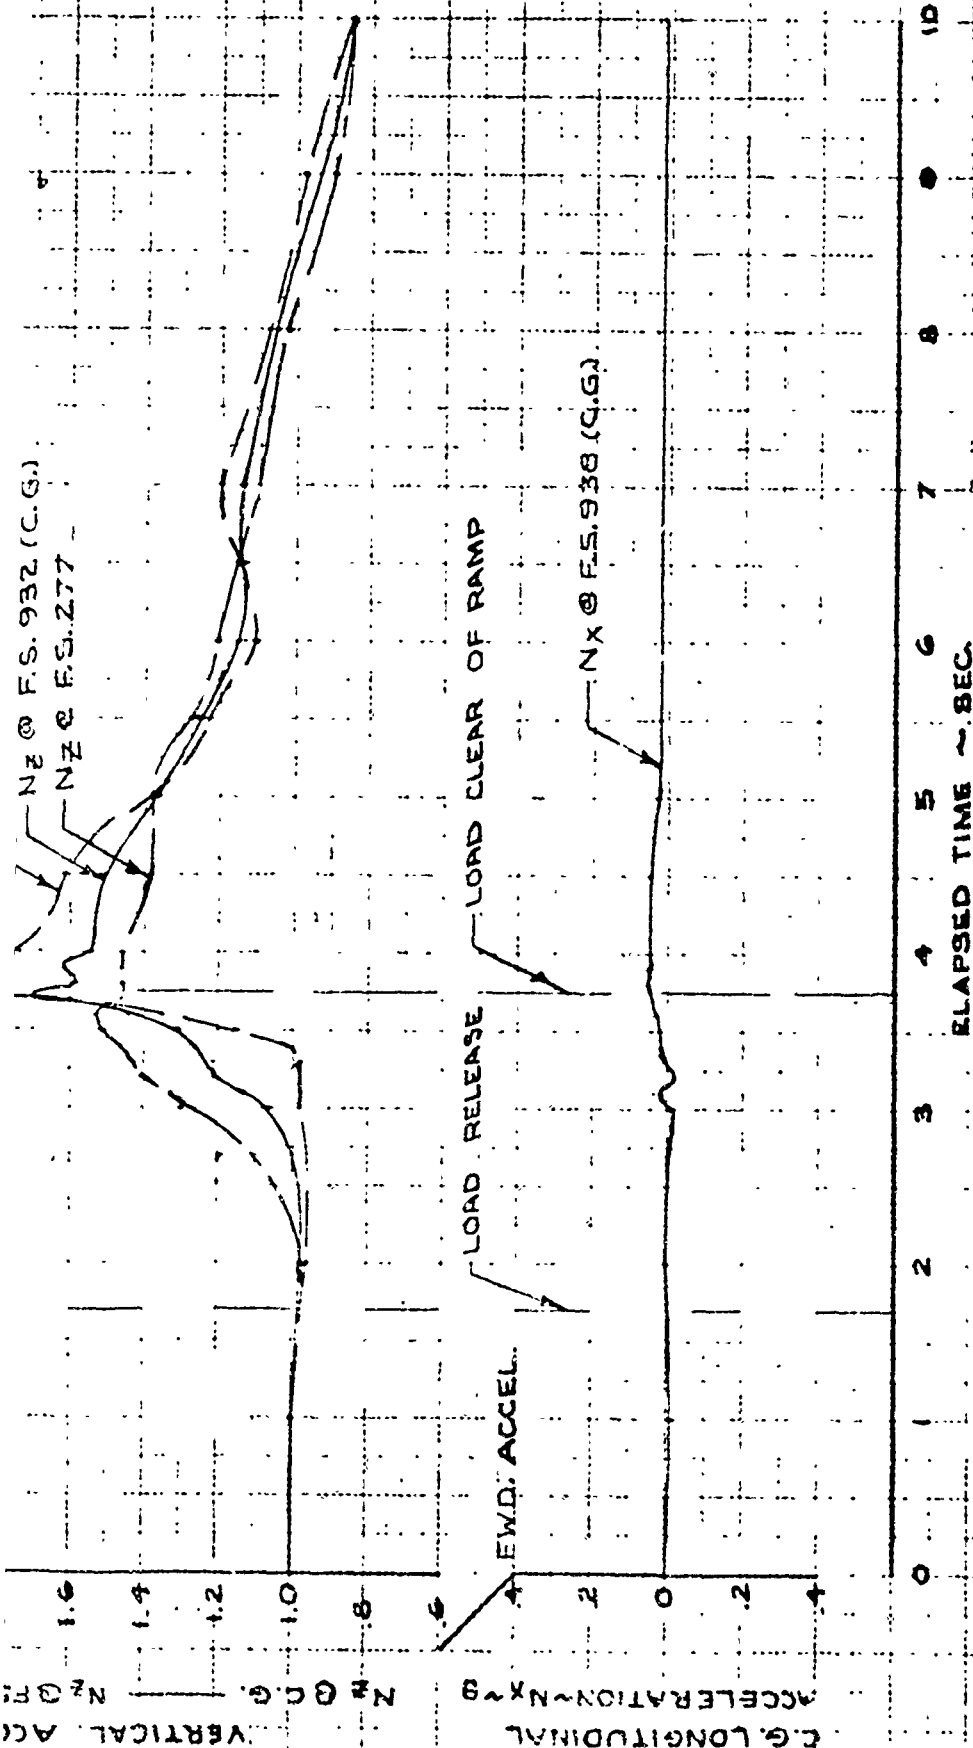 Nz @ F.S. 932 (C.G.)
Nz @ F.S. 277
1.6
1.4
1.2
1.0
.8
.6
VERTICAL
Nz @ C.G.
Nz @ F.S
LOAD RELEASE
LOAD CLEAR OF RAMP
FWD. ACCEL.
Nx @ F.S. 938 (C.G.)
.4
.2
0
.2
.4
C.G. LONGITUDINAL
ACCELERATION ~ Nx ~ g
0 1 2 3 4 5 6 7 8 9 10
ELAPSED TIME ~ SEC.